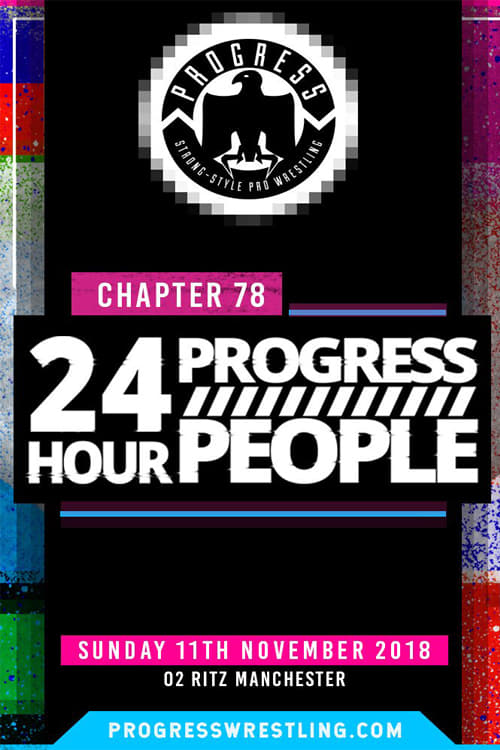 PROGRESS
STRONG-STYLE PRO WRESTLING
CHAPTER 78
24 HOUR
PROGRESS
PEOPLE
SUNDAY 11TH NOVEMBER 2018
O2 RITZ MANCHESTER
PROGRESSWRESTLING.COM